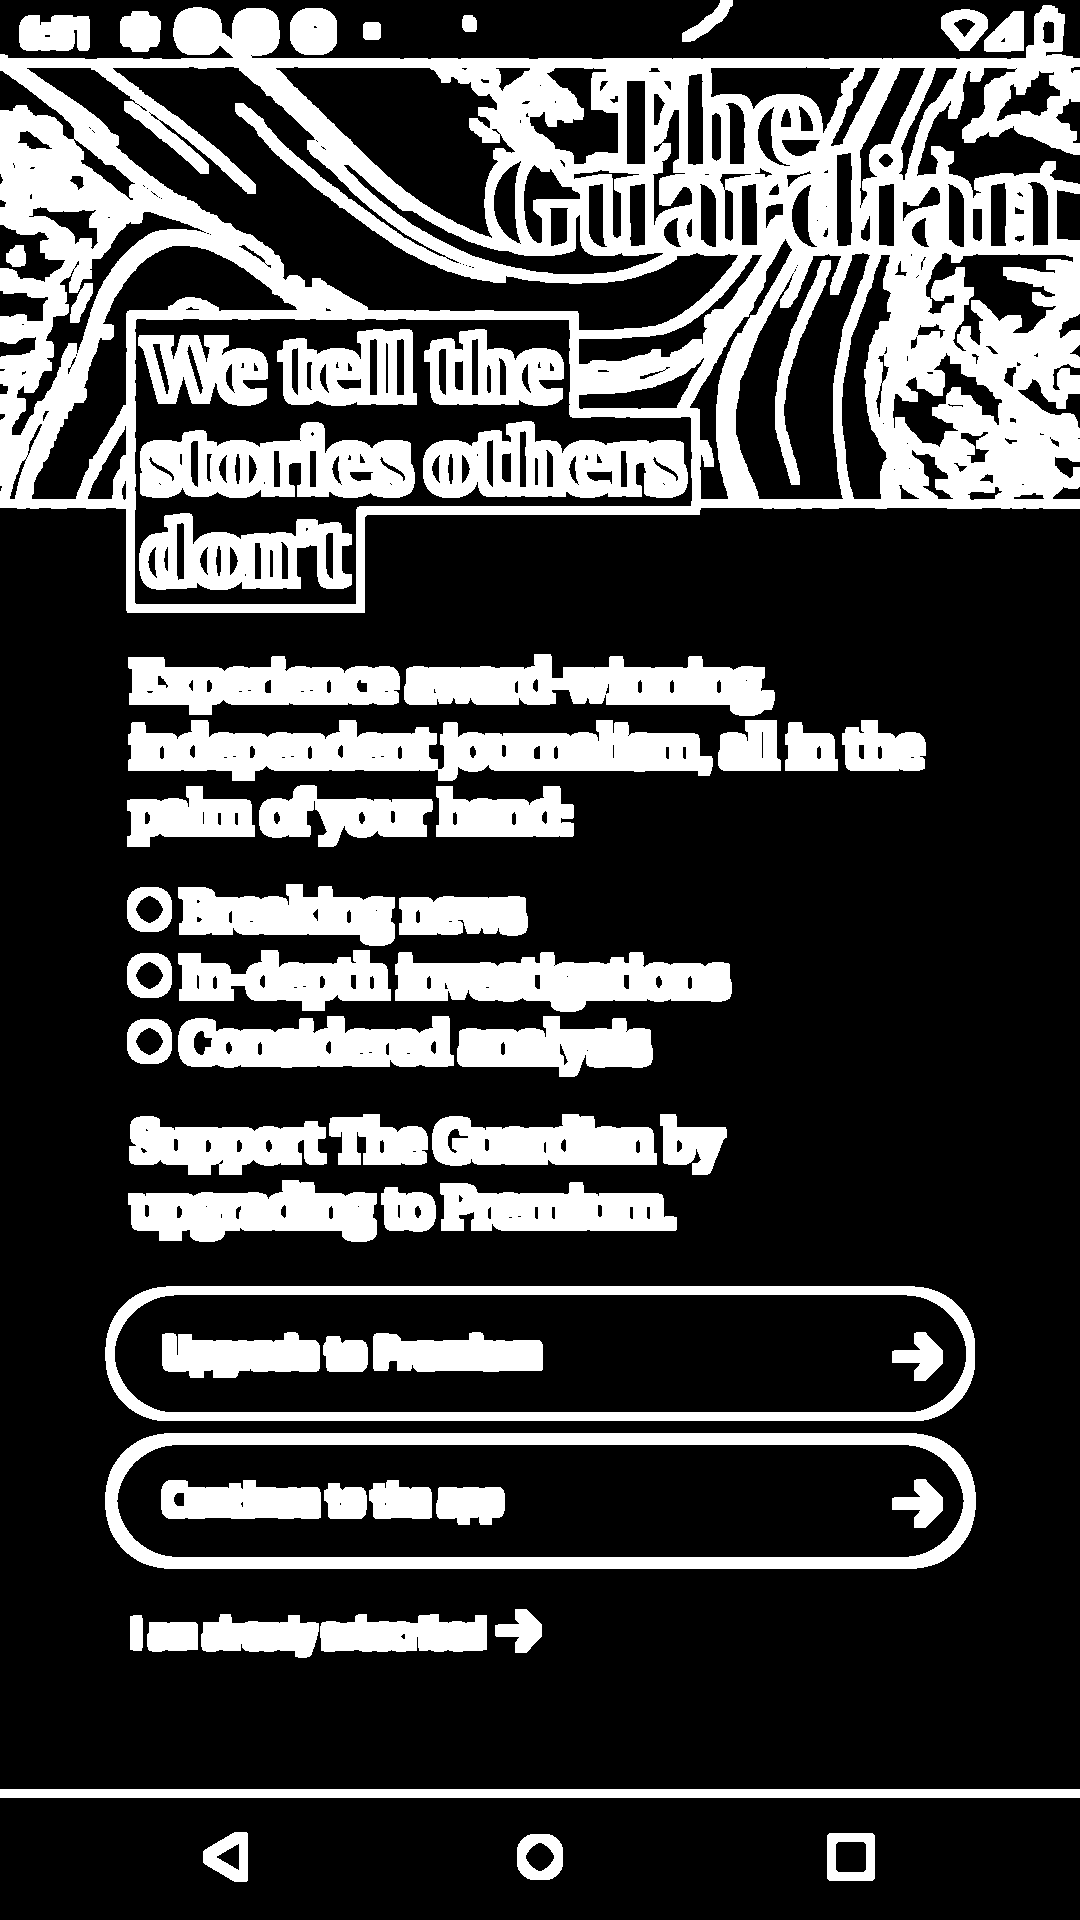 The
Guardian
We tell the
stories others
don't
Experience award-winning,
independent journalism, all in the
palm of your hand:
Breaking news
In-depth investigations
Considered analysis
Support The Guardian by
upgrading to Premium.
Upgrade to Premium
Continue to the app
I am already subscribed